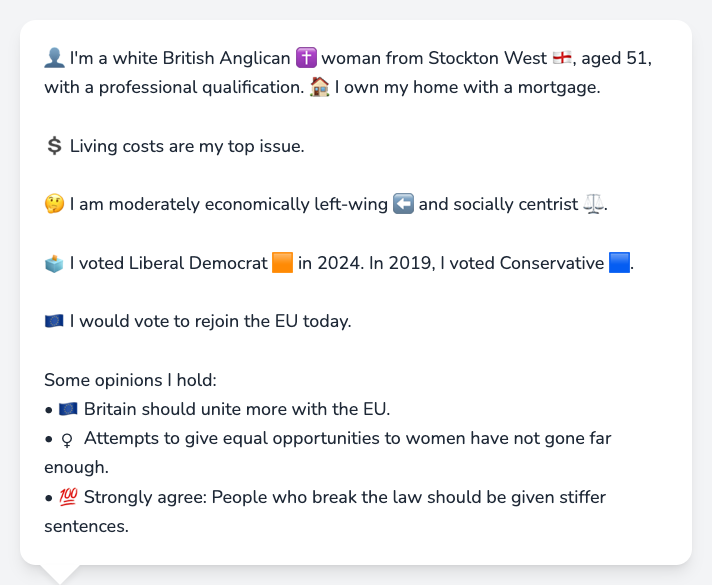 👤 I'm a white British Anglican ✝️ woman from Stockton West 🏴󠁧󠁢󠁥󠁮󠁧󠁿, aged 51,
with a professional qualification. 🏠 I own my home with a mortgage.
💲 Living costs are my top issue.
🤔 I am moderately economically left-wing ⬅️ and socially centrist ⚖️.
🗳️ I voted Liberal Democrat 🟧 in 2024. In 2019, I voted Conservative 🟦.
🇪🇺 I would vote to rejoin the EU today.
Some opinions I hold:
• 🇪🇺 Britain should unite more with the EU.
• ♀ Attempts to give equal opportunities to women have not gone far
enough.
• 💯 Strongly agree: People who break the law should be given stiffer
sentences.